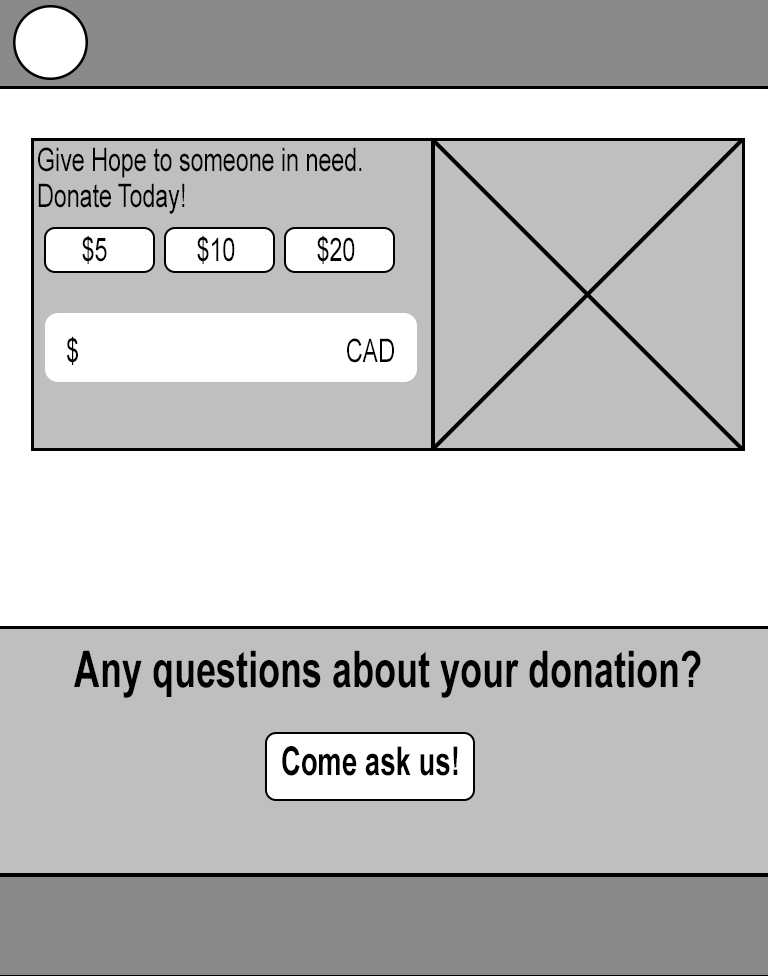 Give Hope to someone in need.
Donate Today!
$5 $10 $20
$ CAD
Any questions about your donation?
Come ask us!